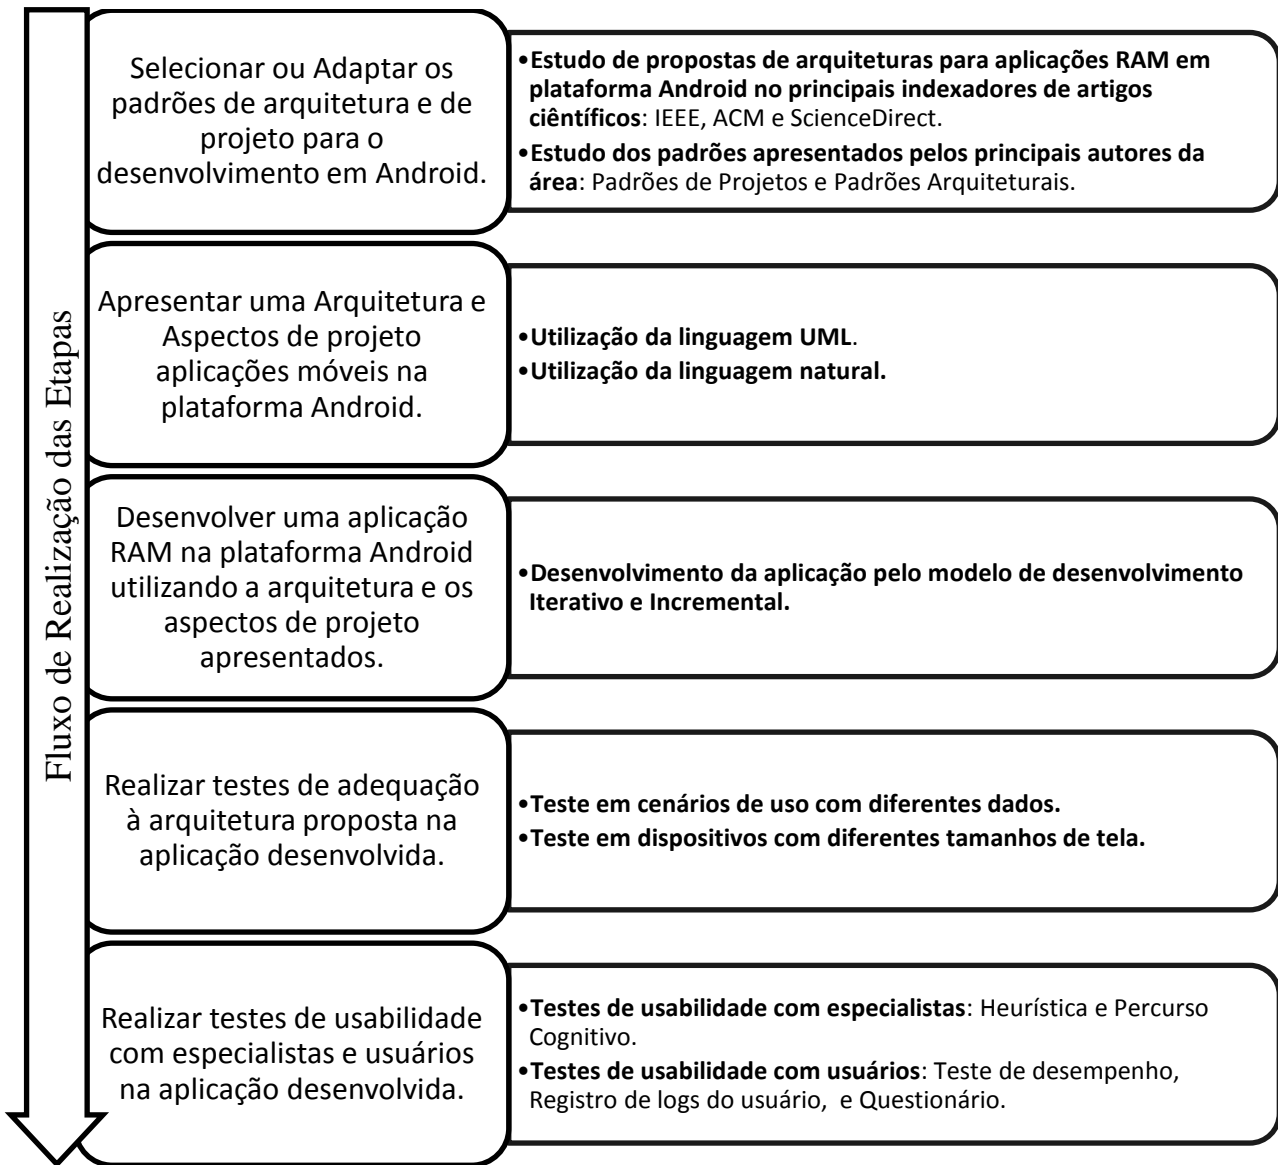 Fluxo de Realização das Etapas
Selecionar ou Adaptar os
padrões de arquitetura e de
projeto para o
desenvolvimento em Android.
•Estudo de propostas de arquiteturas para aplicações RAM em
plataforma Android no principais indexadores de artigos
ciêntíficos: IEEE, ACM e ScienceDirect.
•Estudo dos padrões apresentados pelos principais autores da
área: Padrões de Projetos e Padrões Arquiteturais.
Apresentar uma Arquitetura e
Aspectos de projeto
aplicações móveis na
plataforma Android.
•Utilização da linguagem UML.
•Utilização da linguagem natural.
Desenvolver uma aplicação
RAM na plataforma Android
utilizando a arquitetura e os
aspectos de projeto
apresentados.
•Desenvolvimento da aplicação pelo modelo de desenvolvimento
Iterativo e Incremental.
Realizar testes de adequação
à arquitetura proposta na
aplicação desenvolvida.
•Teste em cenários de uso com diferentes dados.
•Teste em dispositivos com diferentes tamanhos de tela.
Realizar testes de usabilidade
com especialistas e usuários
na aplicação desenvolvida.
•Testes de usabilidade com especialistas: Heurística e Percurso
Cognitivo.
•Testes de usabilidade com usuários: Teste de desempenho,
Registro de logs do usuário,  e Questionário.